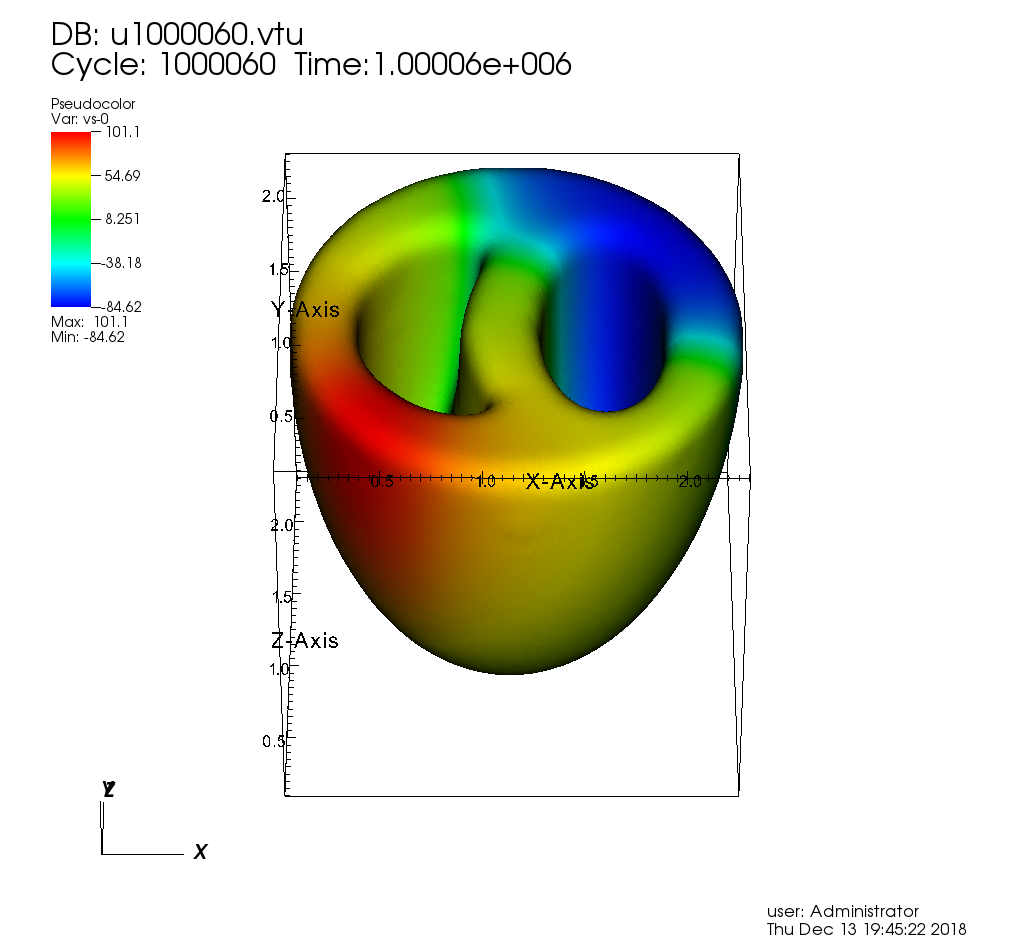 DB: u1000060.vtu
Cycle: 1000060 Time:1.00006e+006
Pseudocolor
Var: vs-0
101.1
54.69
8.251
-38.18
-84.62
Max: 101.1
Min: -84.62
2.0
1.5
Y-Axis
1.0
0.5
0.5
1.0
X-Axis
1.5
2.0
2.0
1.5
Z-Axis
1.0
0.5
Y
Z
X
user: Administrator
Thu Dec 13 19:45:22 2018